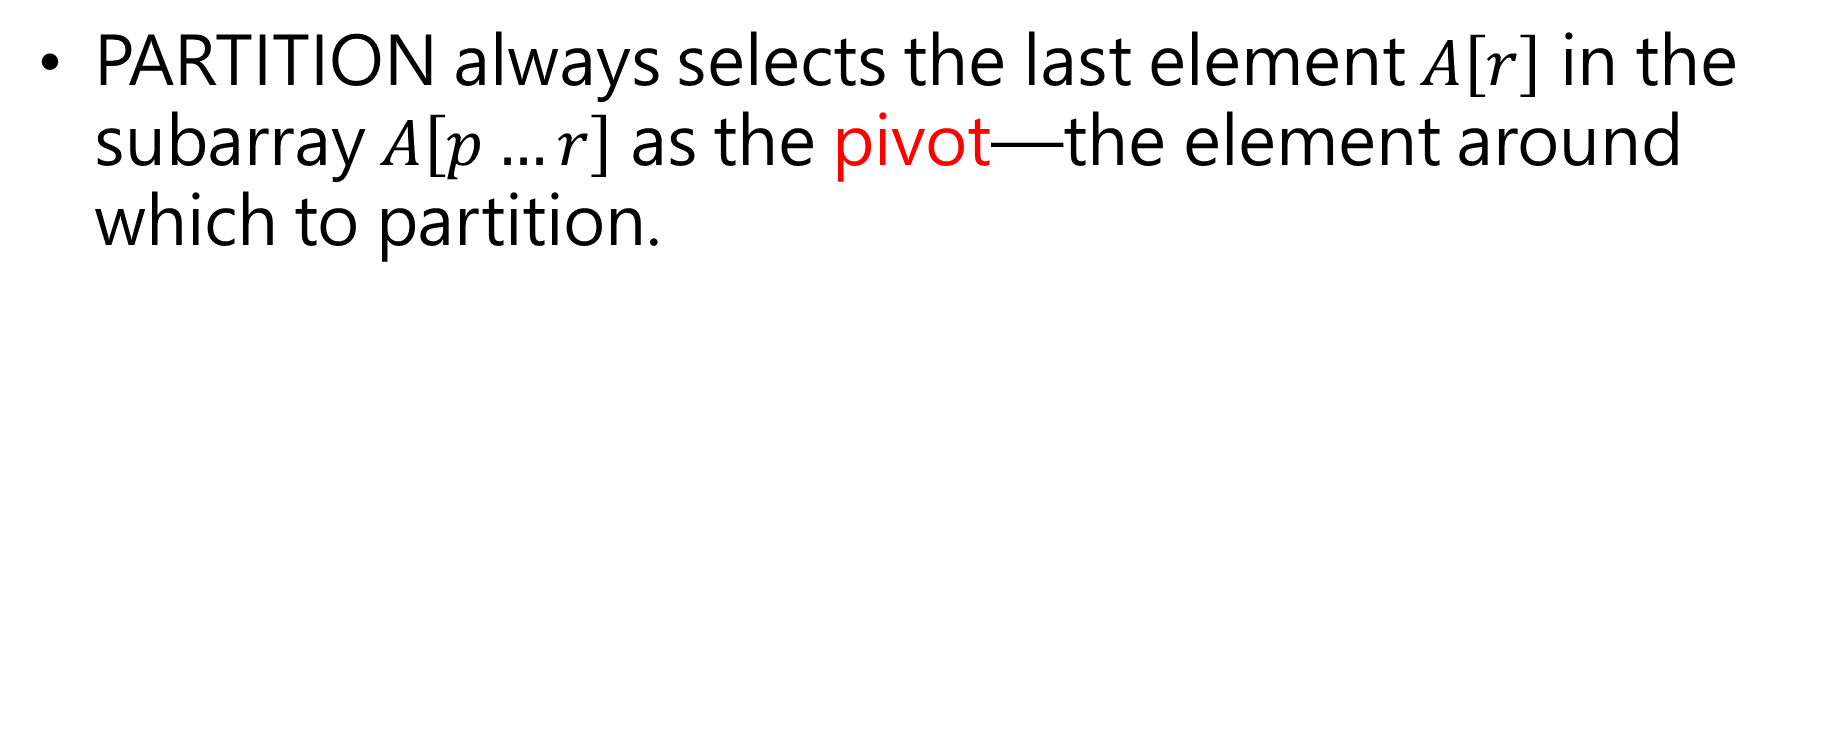 • PARTITION always selects the last element A[r] in the
subarray A[p … r] as the pivot—the element around
which to partition.